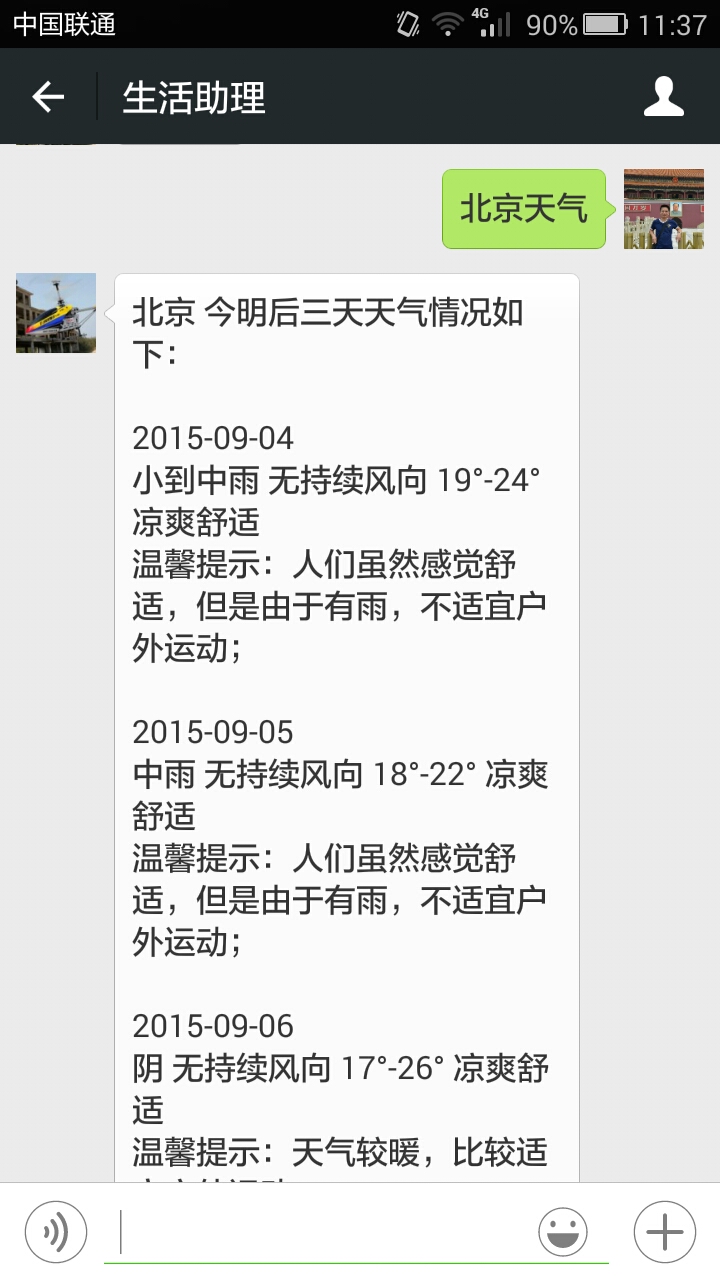 中国联通 4G 90% 11:37
生活助理
北京天气
北京 今明后三天天气情况如
下：
2015-09-04
小到中雨 无持续风向 19°-24°
凉爽舒适
温馨提示：人们虽然感觉舒
适，但是由于有雨，不适宜户
外运动；
2015-09-05
中雨 无持续风向 18°-22° 凉爽
舒适
温馨提示：人们虽然感觉舒
适，但是由于有雨，不适宜户
外运动；
2015-09-06
阴 无持续风向 17°-26° 凉爽舒
适
温馨提示：天气较暖，比较适